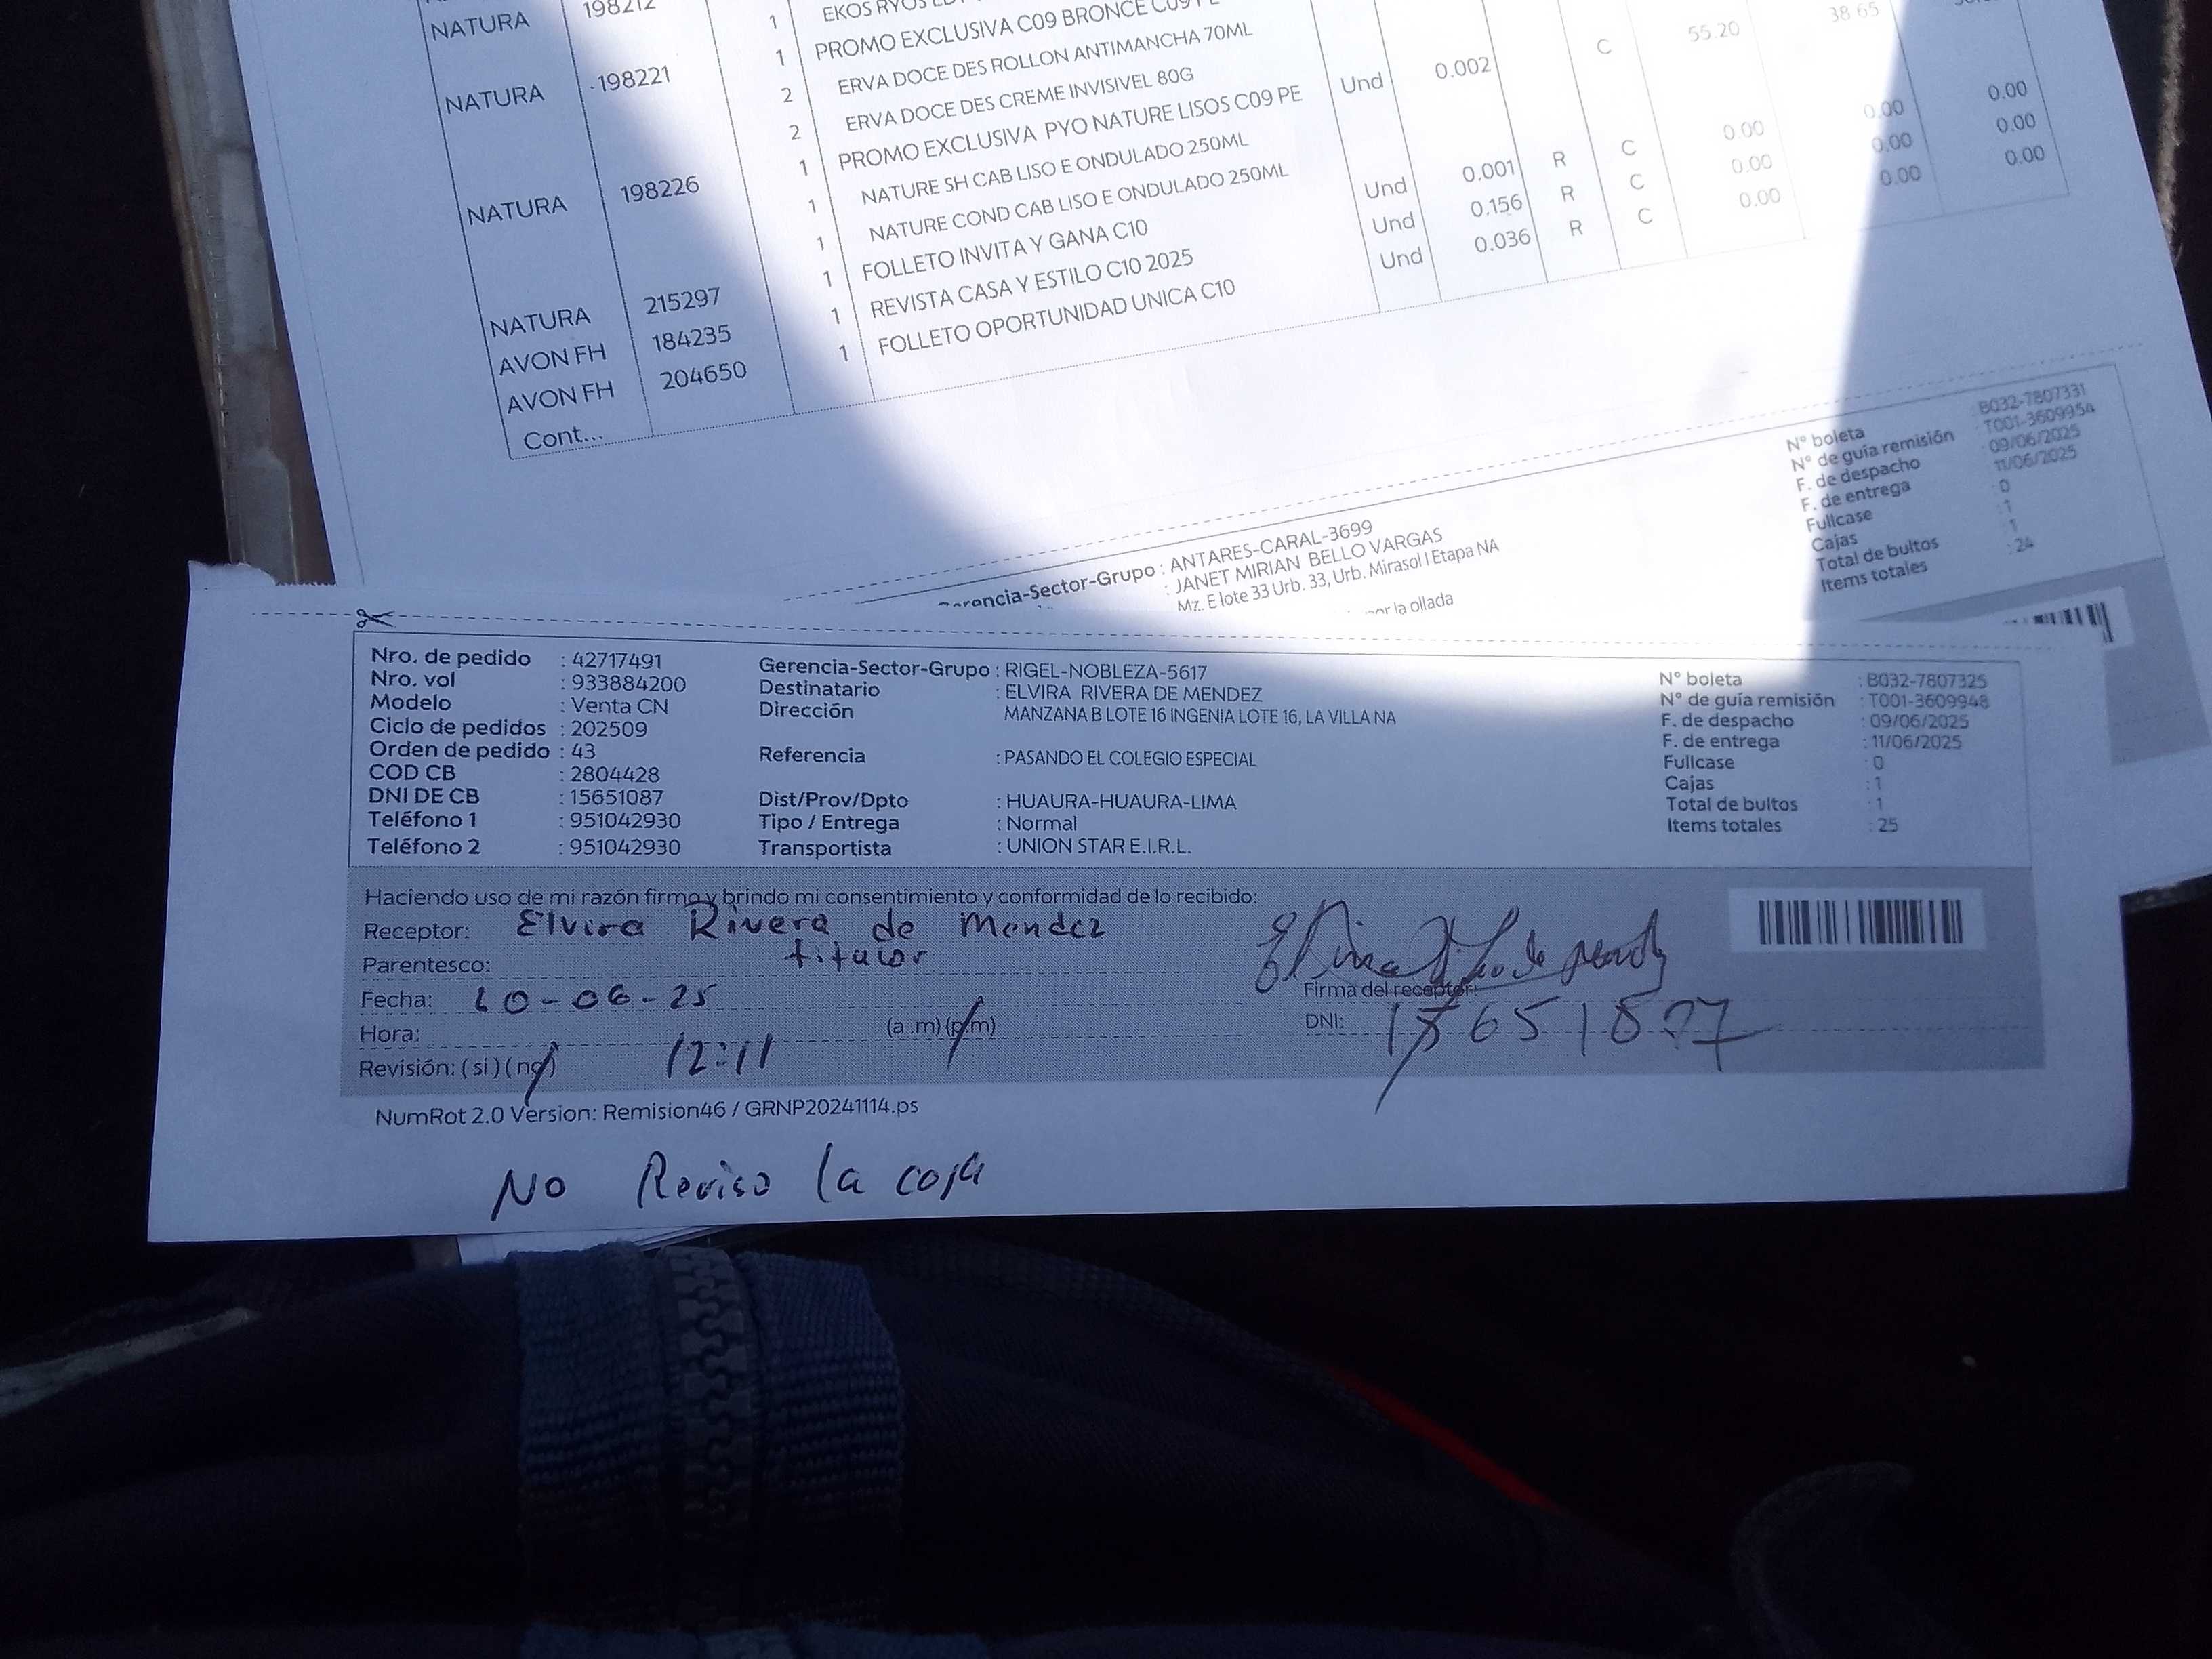 NATURA 198212 1 EKOS RYOS
1 PROMO EXCLUSIVA C09 BRONCE C09 PE
NATURA 198221 2 ERVA DOCE DES ROLLON ANTIMANCHA 70ML C 55.20 38.65
2 ERVA DOCE DES CREME INVISIVEL 80G Und 0.002
NATURA 198226 1 PROMO EXCLUSIVA PYO NATURE LISOS C09 PE
1 NATURE SH CAB LISO E ONDULADO 250ML
1 NATURE COND CAB LISO E ONDULADO 250ML
NATURA 215297 1 FOLLETO INVITA Y GANA C10 Und 0.001 R C 0.00 0.00 0.00
AVON FH 184235 1 REVISTA CASA Y ESTILO C10 2025 Und 0.156 R C 0.00 0.00 0.00
AVON FH 204650 1 FOLLETO OPORTUNIDAD UNICA C10 Und 0.036 R C 0.00 0.00 0.00
Cont...
N° boleta : B032-7807331
N° de guía remisión : T001-3609954
F. de despacho : 09/06/2025
F. de entrega : 11/06/2025
Fullcase : 0
Cajas : 1
Total de bultos : 1
Items totales : 24
Gerencia-Sector-Grupo : ANTARES-CARAL-3699
: JANET MIRIAN BELLO VARGAS
Mz. E lote 33 Urb. 33, Urb. Mirasol I Etapa NA
por la ollada
Nro. de pedido : 42717491
Nro. vol : 933884200
Modelo : Venta CN
Ciclo de pedidos : 202509
Orden de pedido : 43
COD CB : 2804428
DNI DE CB : 15651087
Teléfono 1 : 951042930
Teléfono 2 : 951042930
Gerencia-Sector-Grupo : RIGEL-NOBLEZA-5617
Destinatario : ELVIRA RIVERA DE MENDEZ
Dirección MANZANA B LOTE 16 INGENIA LOTE 16, LA VILLA NA
Referencia : PASANDO EL COLEGIO ESPECIAL
Dist/Prov/Dpto : HUAURA-HUAURA-LIMA
Tipo / Entrega : Normal
Transportista : UNION STAR E.I.R.L.
N° boleta : B032-7807325
N° de guía remisión : T001-3609948
F. de despacho : 09/06/2025
F. de entrega : 11/06/2025
Fullcase : 0
Cajas : 1
Total de bultos : 1
Items totales : 25
Haciendo uso de mi razón firmo y brindo mi consentimiento y conformidad de lo recibido:
Receptor: Elvira Rivera de Mendez
Parentesco: titular
Fecha: 10-06-25
Firma del receptor:
Hora: 12:11 (a.m) (p.m)
DNI:
Revisión: (si) (no)
NumRot 2.0 Version: Remision46 / GRNP20241114.ps
No Reviso la caja